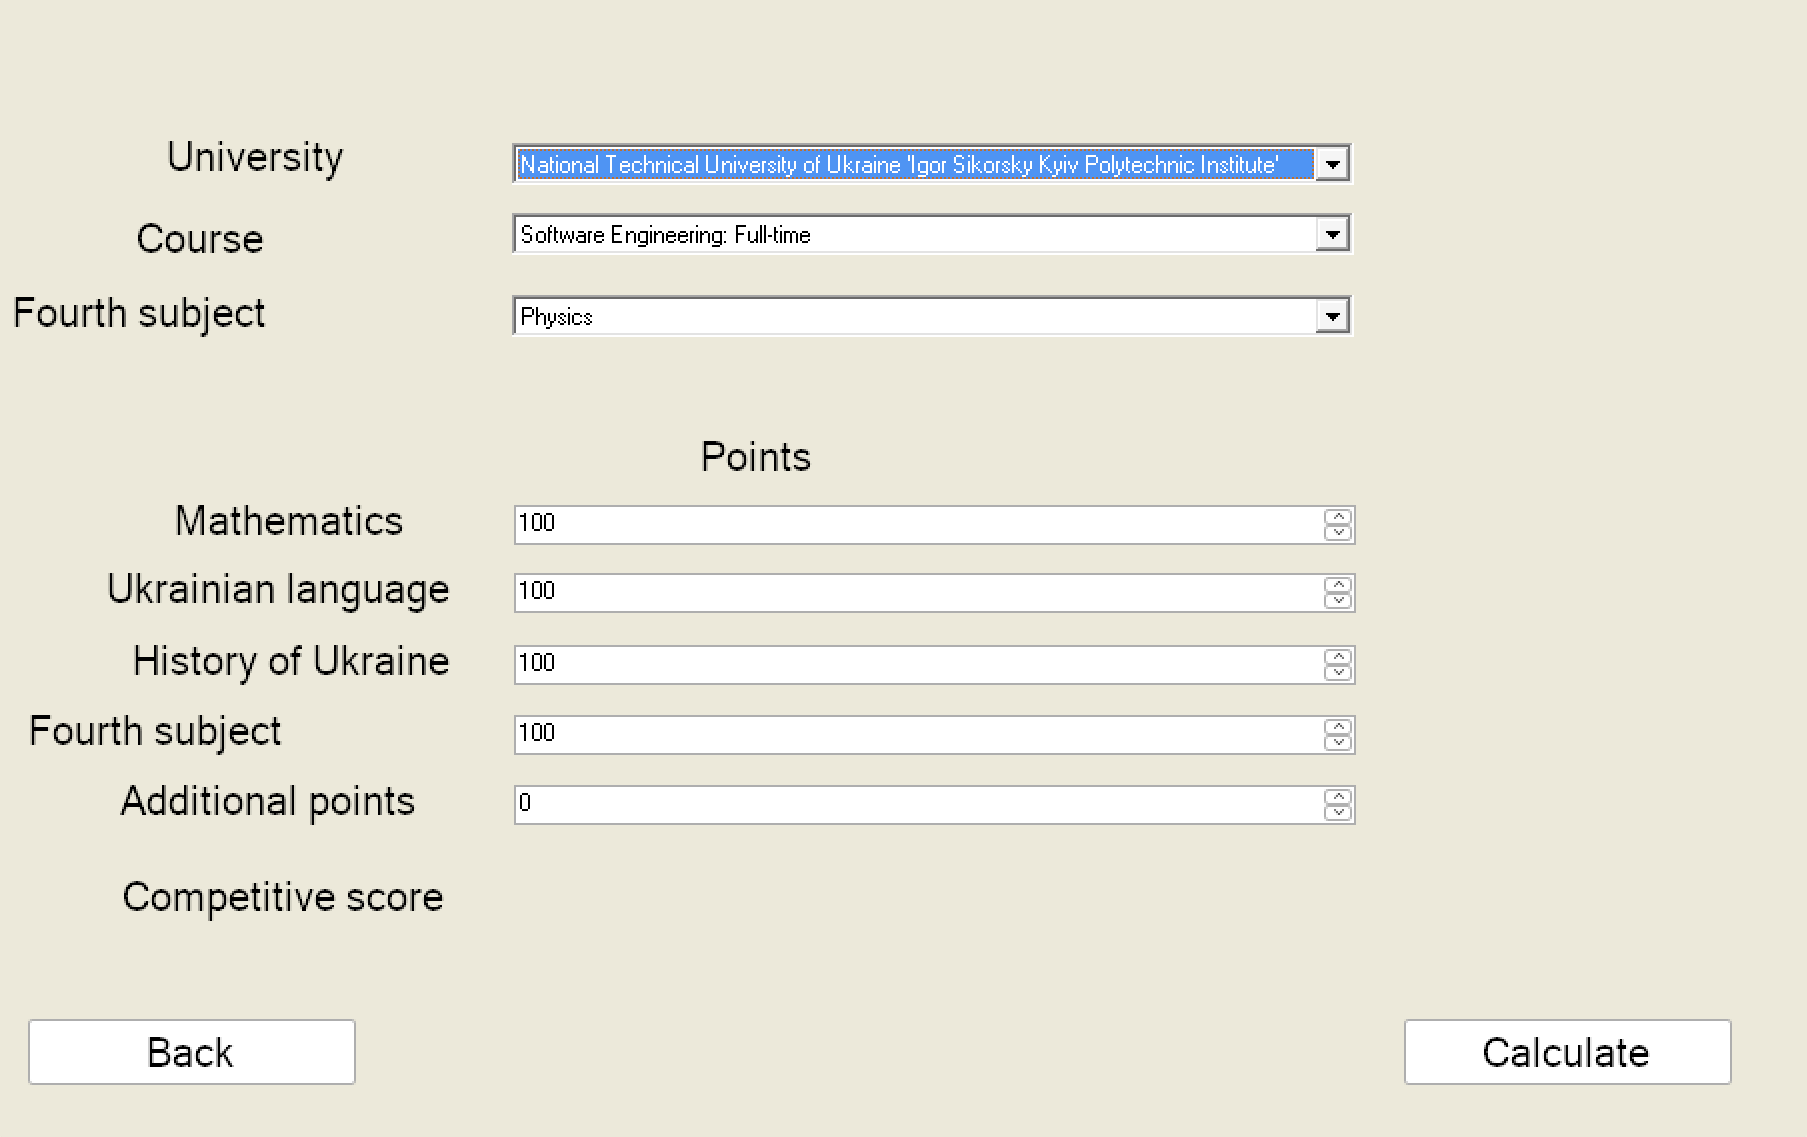 University
National Technical University of Ukraine 'Igor Sikorsky Kyiv Polytechnic Institute'
Course
Software Engineering: Full-time
Fourth subject
Physics
Points
Mathematics
100
Ukrainian language
100
History of Ukraine
100
Fourth subject
100
Additional points
0
Competitive score
Back
Calculate